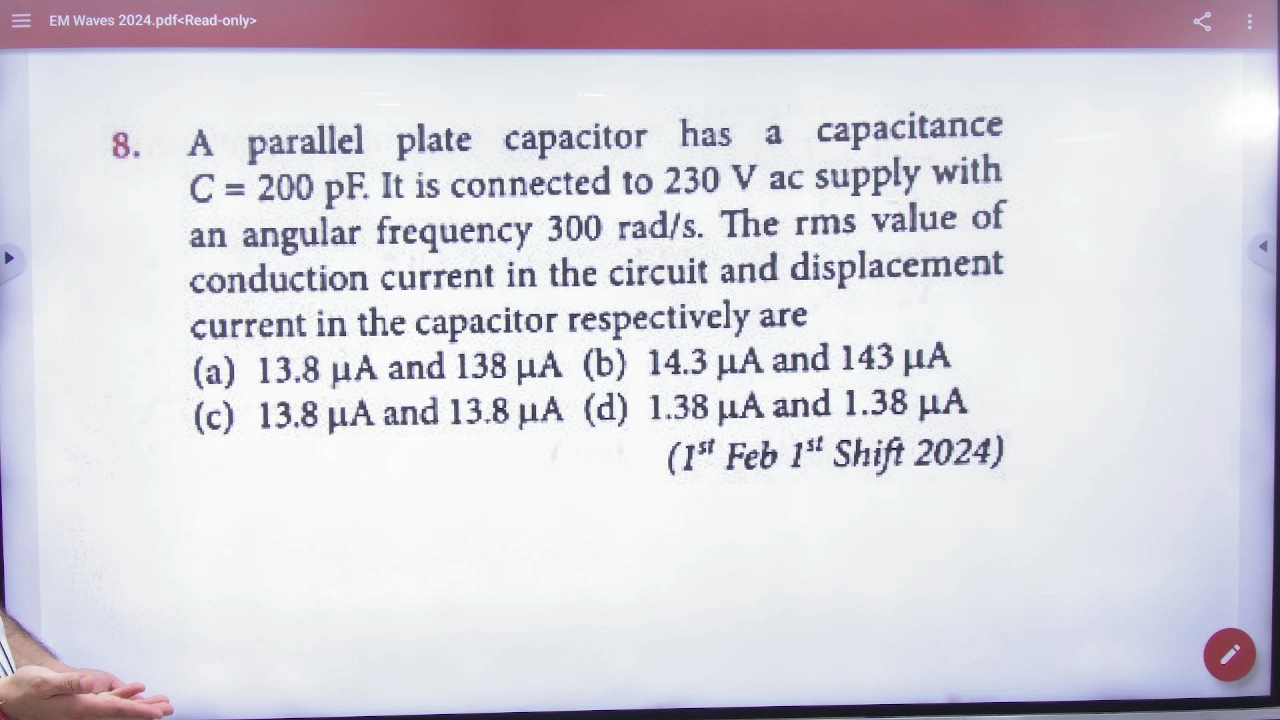 EM Waves 2024.pdf<Read-only>
8. A parallel plate capacitor has a capacitance
C = 200 pF. It is connected to 230 V ac supply with
an angular frequency 300 rad/s. The rms value of
conduction current in the circuit and displacement
current in the capacitor respectively are
(a) 13.8 μA and 138 μA (b) 14.3 μA and 143 μA
(c) 13.8 μA and 13.8 μA (d) 1.38 μA and 1.38 μA
(1st Feb 1st Shift 2024)